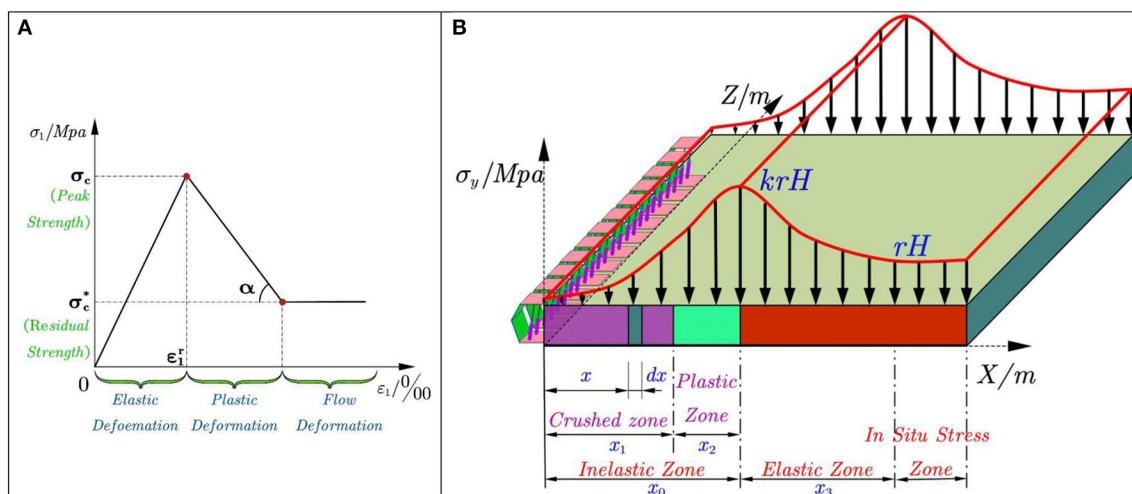 A
σ₁/Mpa
σc
(Peak
Strength)
α
σc*
(Residual
Strength)
ε₁ʳ
0
ε₁/0/00
Elastic
Plastic
Flow
Defoemation
Deformation
Deformation
B
Z/m
σy/Mpa
krH
rH
X/m
x
dx
Plastic
Crushed zone
Zone
x₁
x₂
In Situ Stress
Inelastic Zone
Elastic Zone
Zone
x₀
x₃